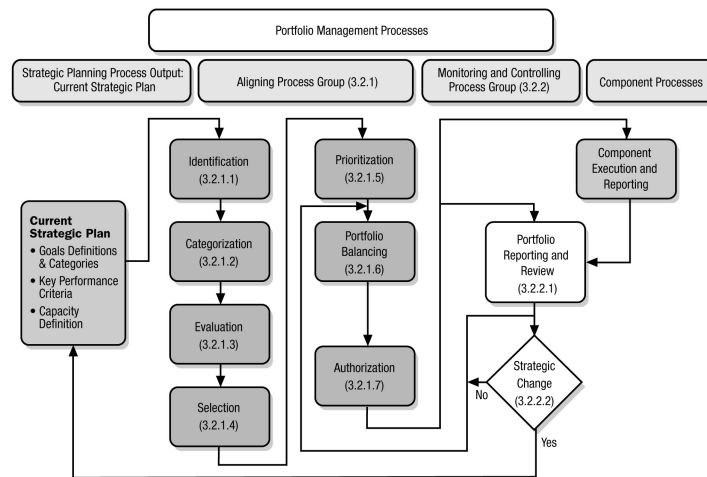 Portfolio Management Processes
Strategic Planning Process Output:
Current Strategic Plan
Aligning Process Group (3.2.1)
Monitoring and Controlling
Process Group (3.2.2)
Component Processes
Identification
(3.2.1.1)
Prioritization
(3.2.1.5)
Component
Execution and
Reporting
Current
Strategic Plan
• Goals Definitions
& Categories
• Key Performance
Criteria
• Capacity
Definition
Categorization
(3.2.1.2)
Portfolio
Balancing
(3.2.1.6)
Portfolio
Reporting and
Review
(3.2.2.1)
Evaluation
(3.2.1.3)
Authorization
(3.2.1.7)
Strategic
Change
(3.2.2.2)
No
Selection
(3.2.1.4)
Yes